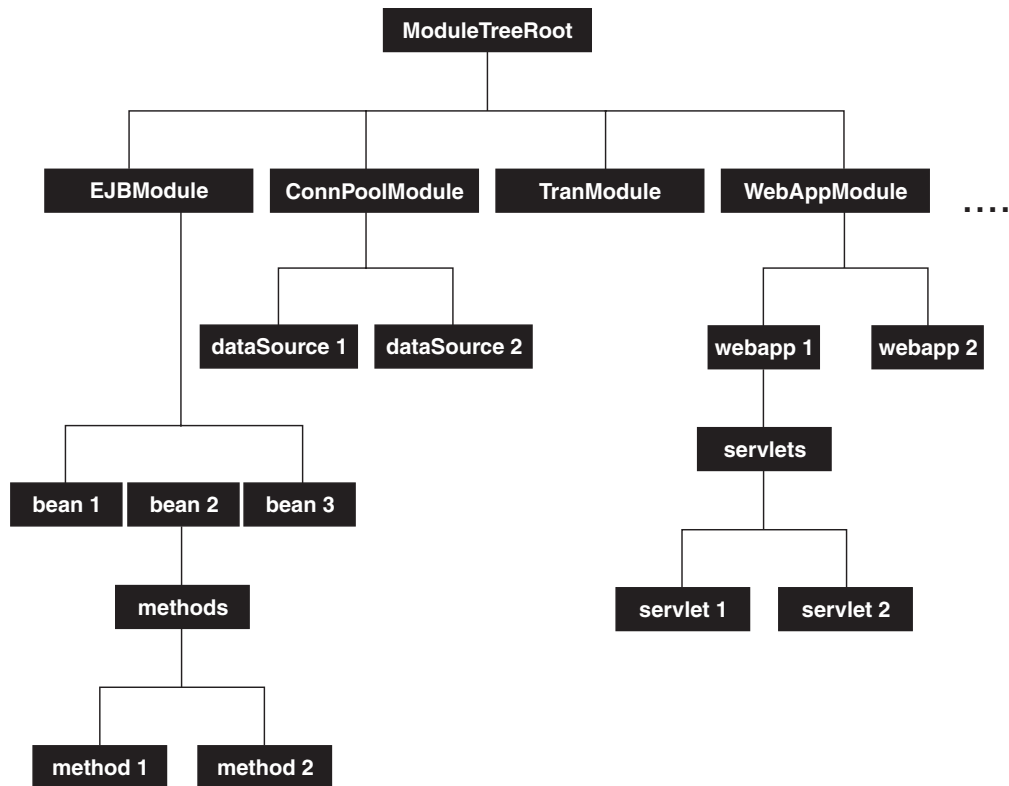 ModuleTreeRoot
EJBModule
ConnPoolModule
TranModule
WebAppModule
....
dataSource 1
dataSource 2
webapp 1
webapp 2
servlets
bean 1
bean 2
bean 3
methods
servlet 1
servlet 2
method 1
method 2